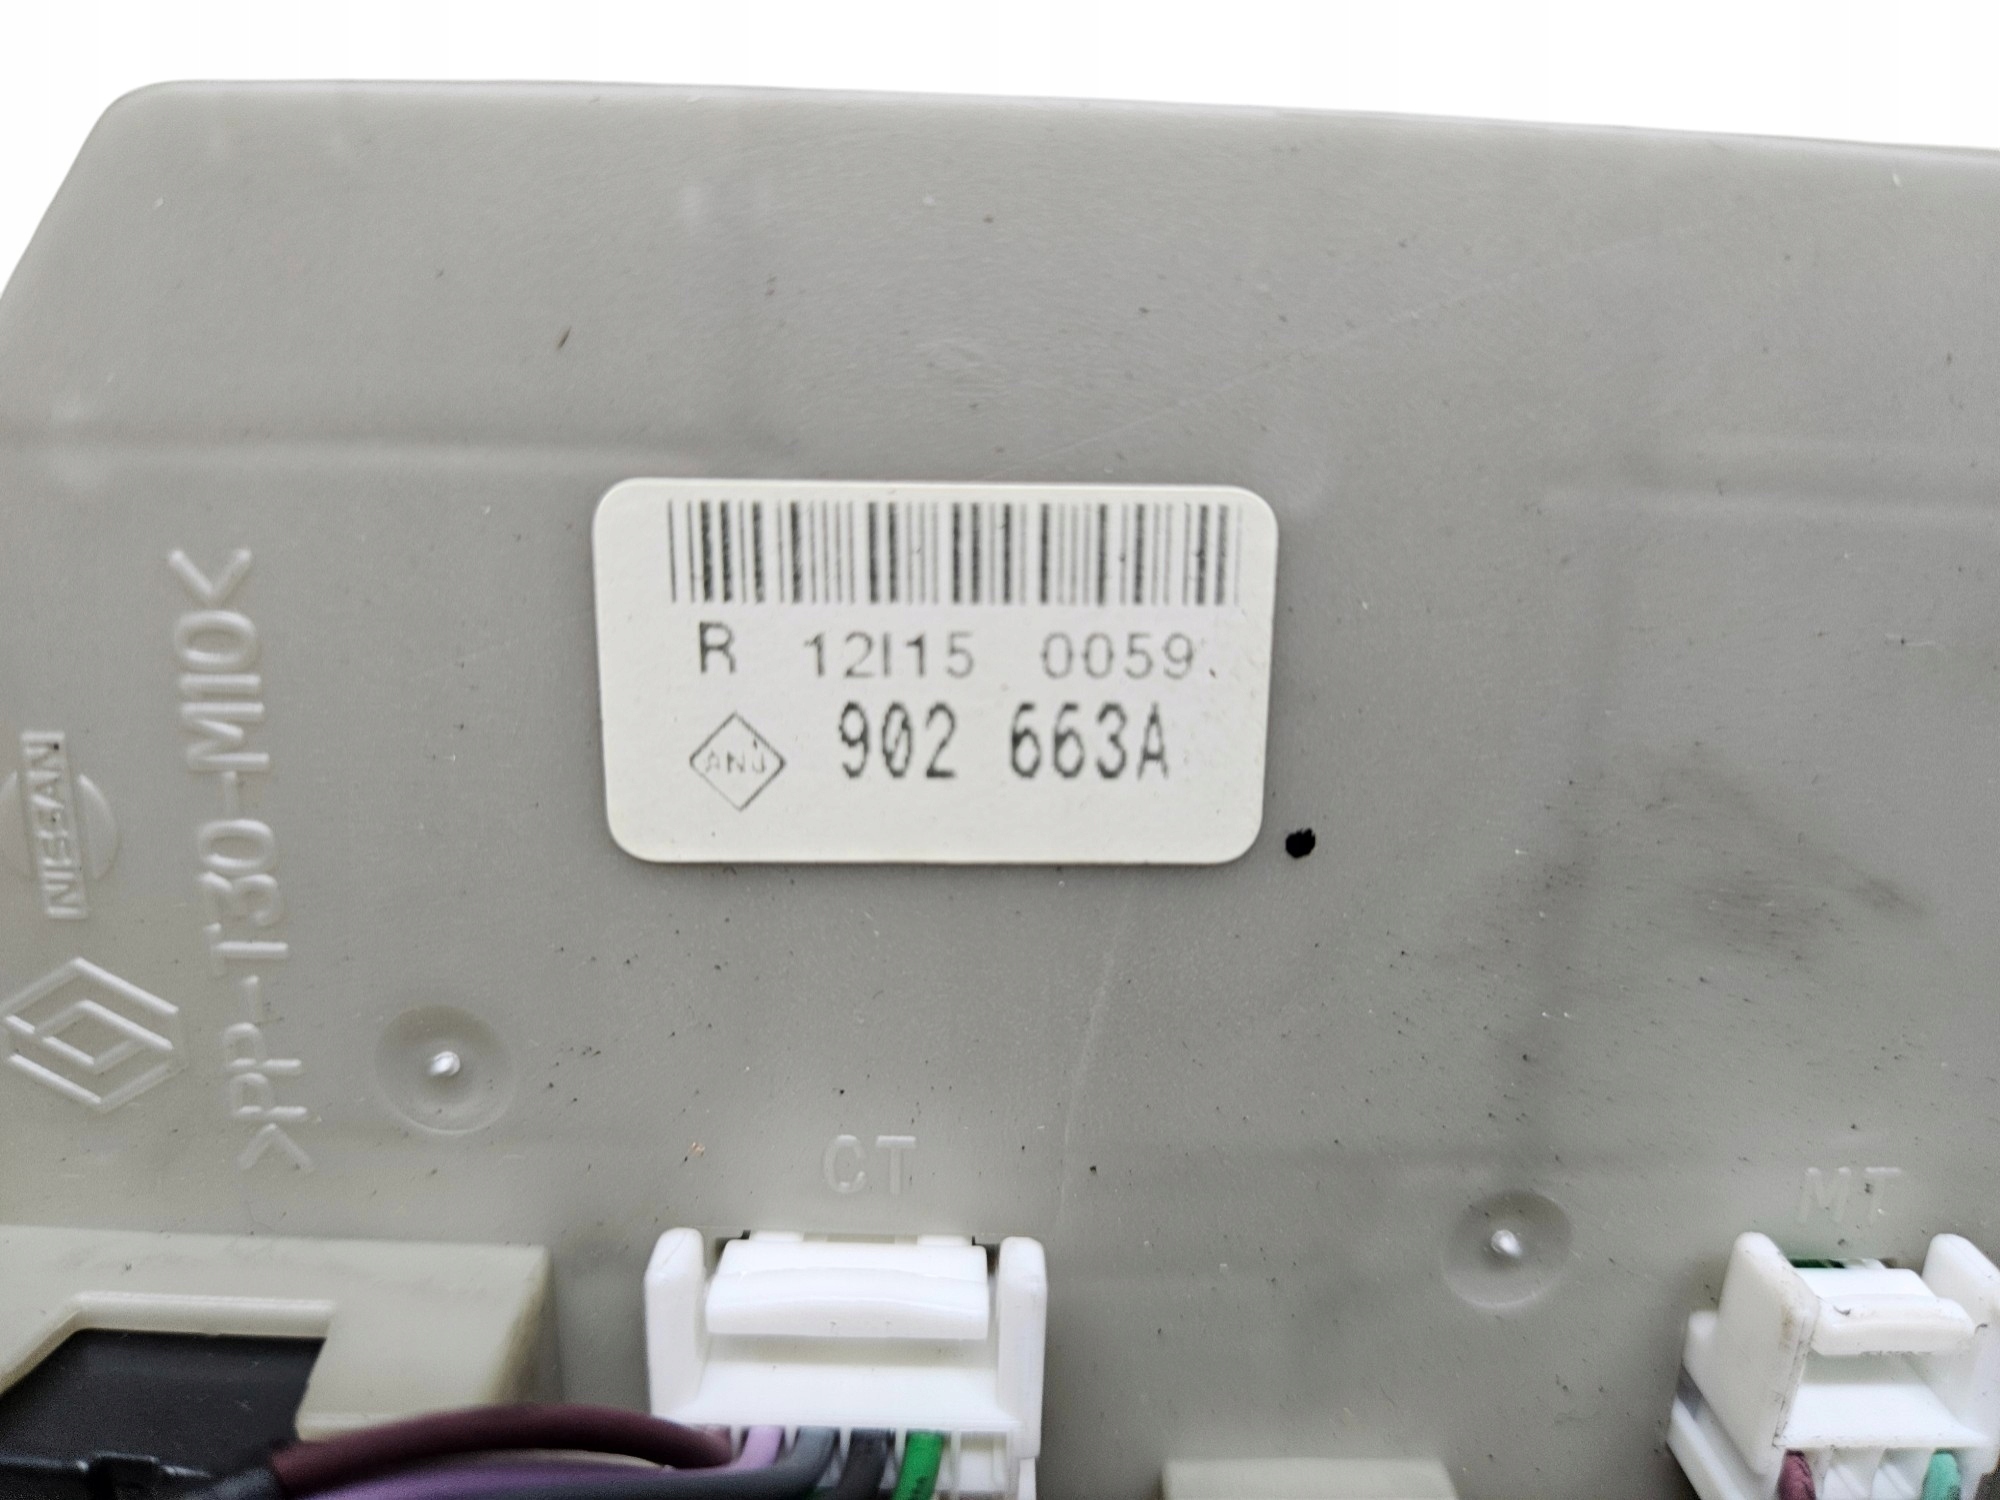 R 12I15 0059
ANJ 902 663A
NISSAN
>PP-T30-M10<
CT
MT